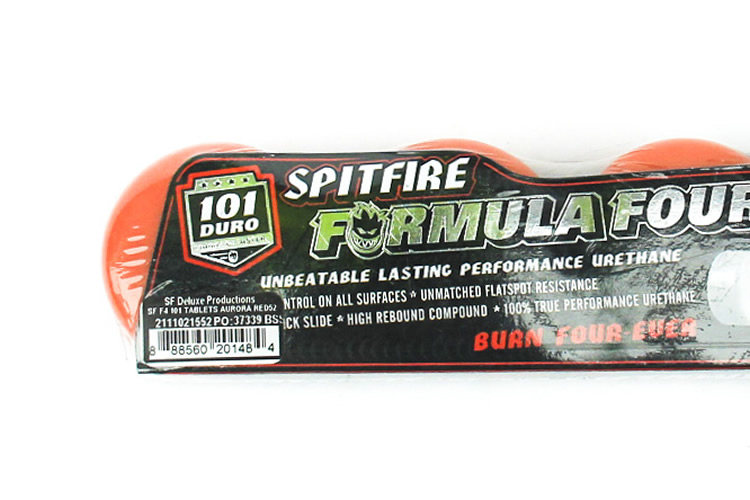 101
DURO
SPITFIRE
FORMULA FOUR
UNBEATABLE LASTING PERFORMANCE URETHANE
NTROL ON ALL SURFACES * UNMATCHED FLATSPOT RESISTANCE
CK SLIDE * HIGH REBOUND COMPOUND * 100% TRUE PERFORMANCE URETHANE
BURN FOUR EVER
SF Deluxe Productions
SF F4 101 TABLETS AURORA RED52
2111021552 PO:37339 BS
8 88560 20148 4